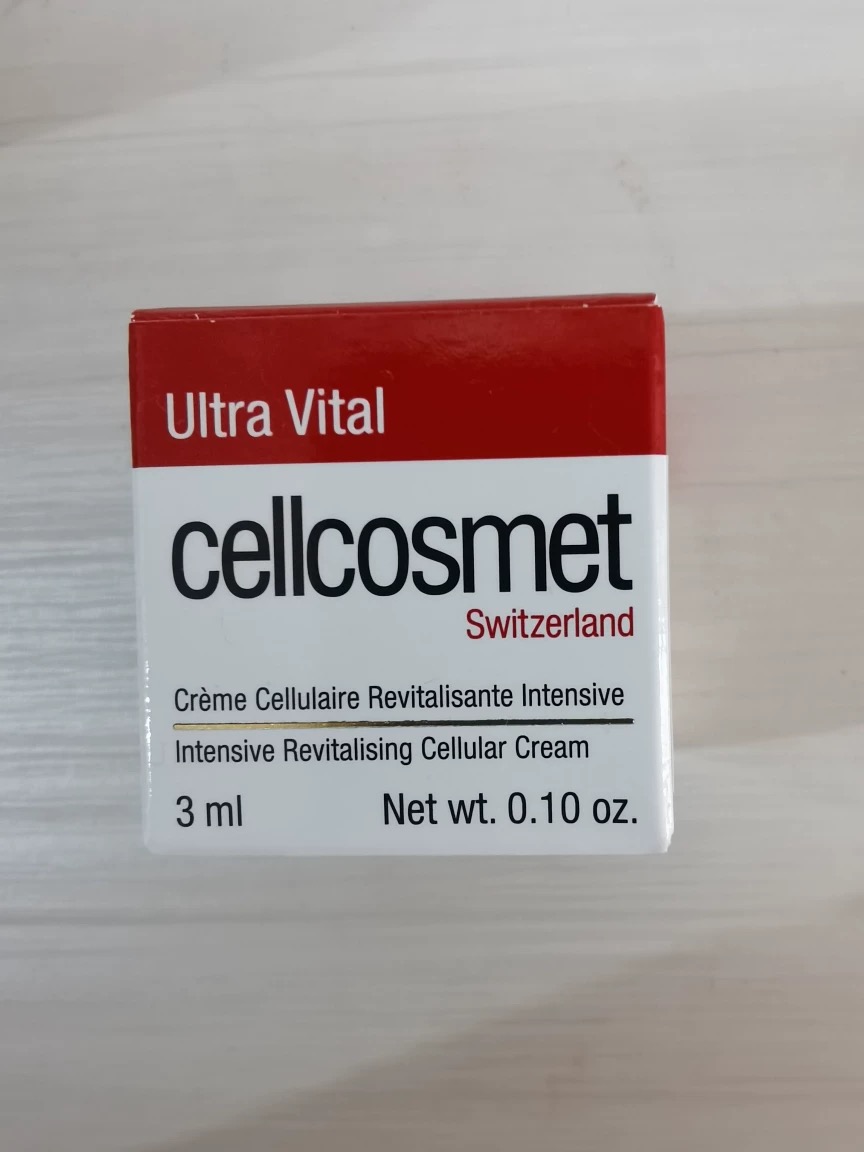 Ultra Vital
cellcosmet
Switzerland
Crème Cellulaire Revitalisante Intensive
Intensive Revitalising Cellular Cream
3 ml Net wt. 0.10 oz.